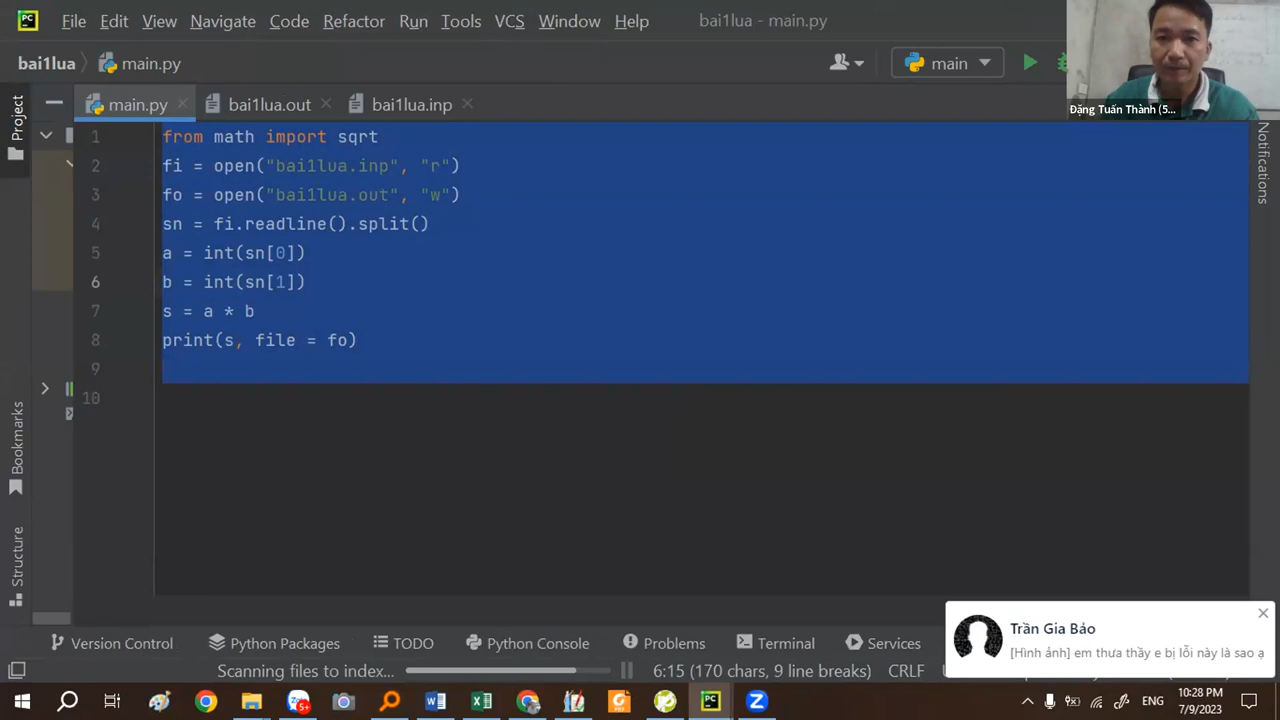 PC File Edit View Navigate Code Refactor Run Tools VCS Window Help bai1lua - main.py
bai1lua main.py main
Đặng Tuấn Thành (5...
main.py bai1lua.out bai1lua.inp
Project
Notifications
1 from math import sqrt
2 fi = open("bai1lua.inp", "r")
3 fo = open("bai1lua.out", "w")
4 sn = fi.readline().split()
5 a = int(sn[0])
6 b = int(sn[1])
7 s = a * b
8 print(s, file = fo)
9
10
Bookmarks
Structure
Trần Gia Bảo
[Hình ảnh] em thưa thầy e bị lỗi này là sao ạ
Version Control Python Packages TODO Python Console Problems Terminal Services
Scanning files to index... 6:15 (170 chars, 9 line breaks) CRLF
5+ PC ENG 10:28 PM
7/9/2023